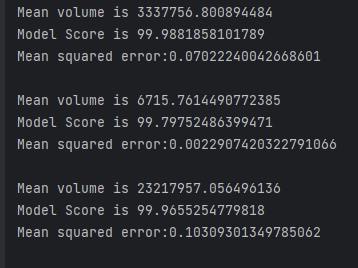 Mean volume is 3337756.800894484
Model Score is 99.9881858101789
Mean squared error:0.07022240042668601
Mean volume is 6715.7614490772385
Model Score is 99.79752486399471
Mean squared error:0.0022907420322791066
Mean volume is 23217957.056496136
Model Score is 99.9655254779818
Mean squared error:0.10309301349785062